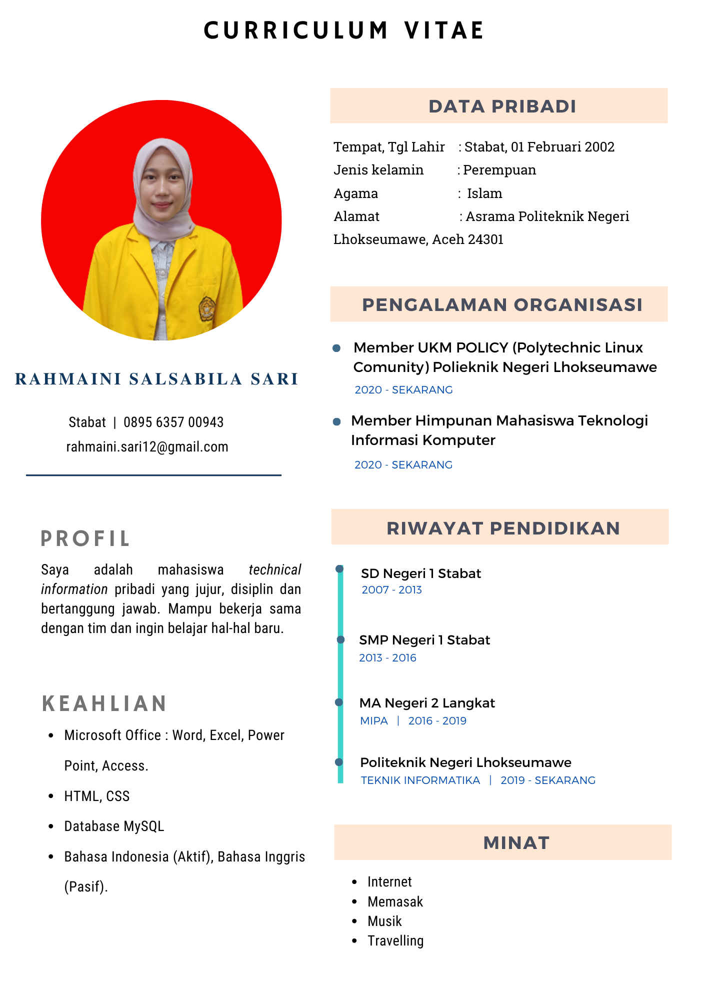 CURRICULUM VITAE
RAHMAINI SALSABILA SARI
Stabat | 0895 6357 00943
rahmaini.sari12@gmail.com
PROFIL
Saya adalah mahasiswa technical
information pribadi yang jujur, disiplin dan
bertanggung jawab. Mampu bekerja sama
dengan tim dan ingin belajar hal-hal baru.
KEAHLIAN
• Microsoft Office : Word, Excel, Power
Point, Access.
• HTML, CSS
• Database MySQL
• Bahasa Indonesia (Aktif), Bahasa Inggris
(Pasif).
DATA PRIBADI
Tempat, Tgl Lahir : Stabat, 01 Februari 2002
Jenis kelamin : Perempuan
Agama : Islam
Alamat : Asrama Politeknik Negeri
Lhokseumawe, Aceh 24301
PENGALAMAN ORGANISASI
Member UKM POLICY (Polytechnic Linux
Comunity) Polieknik Negeri Lhokseumawe
2020 - SEKARANG
Member Himpunan Mahasiswa Teknologi
Informasi Komputer
2020 - SEKARANG
RIWAYAT PENDIDIKAN
SD Negeri 1 Stabat
2007 - 2013
SMP Negeri 1 Stabat
2013 - 2016
MA Negeri 2 Langkat
MIPA | 2016 - 2019
Politeknik Negeri Lhokseumawe
TEKNIK INFORMATIKA | 2019 - SEKARANG
MINAT
• Internet
• Memasak
• Musik
• Travelling